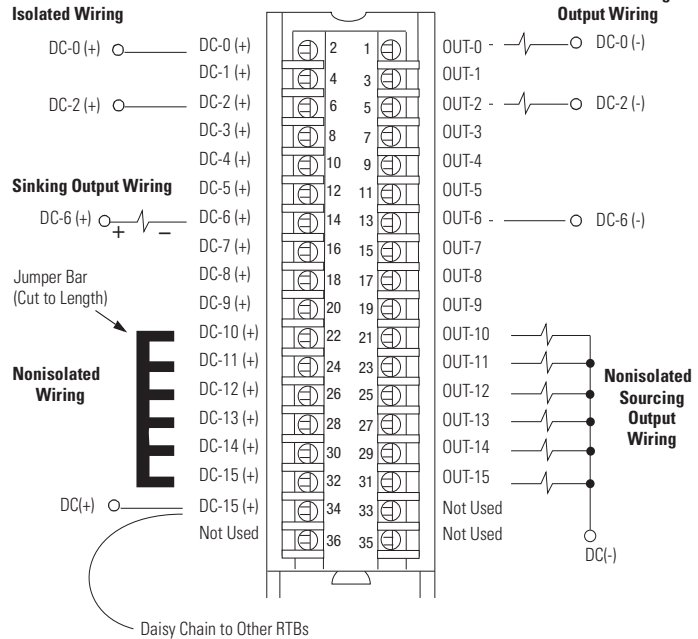 Isolated Wiring
Output Wiring
DC-0 (+) DC-0 (+) 2 1 OUT-0 DC-0 (-)
DC-1 (+) 4 3 OUT-1
DC-2 (+) DC-2 (+) 6 5 OUT-2 DC-2 (-)
DC-3 (+) 8 7 OUT-3
DC-4 (+) 10 9 OUT-4
Sinking Output Wiring
DC-5 (+) 12 11 OUT-5
DC-6 (+) + – DC-6 (+) 14 13 OUT-6 DC-6 (-)
DC-7 (+) 16 15 OUT-7
Jumper Bar
(Cut to Length)
DC-8 (+) 18 17 OUT-8
DC-9 (+) 20 19 OUT-9
DC-10 (+) 22 21 OUT-10
DC-11 (+) 24 23 OUT-11
Nonisolated
Wiring
DC-12 (+) 26 25 OUT-12
Nonisolated
Sourcing
Output
Wiring
DC-13 (+) 28 27 OUT-13
DC-14 (+) 30 29 OUT-14
DC-15 (+) 32 31 OUT-15
DC(+) DC-15 (+) 34 33 Not Used
Not Used 36 35 Not Used
DC(-)
Daisy Chain to Other RTBs